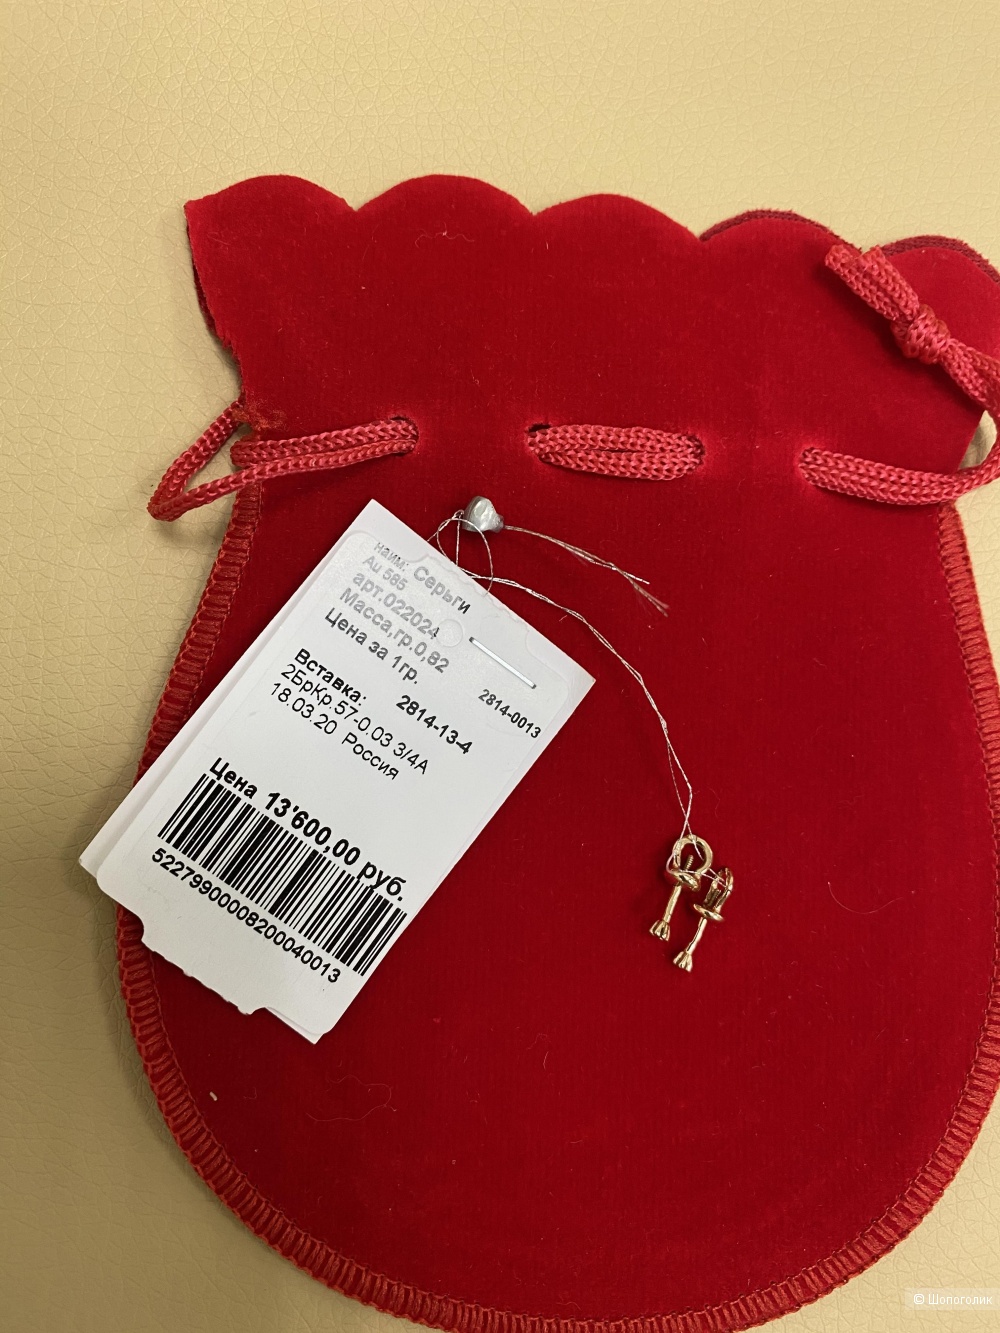 наим: Серьги
Au 585
арт.022024
Масса,гр.0,82
Цена за 1гр.
2814-0013
Вставка: 2814-13-4
2БрКр.57-0.03 3/4А
18.03.20 Россия
Цена 13'600,00 руб.
52279900008200040013
© Шопоголик